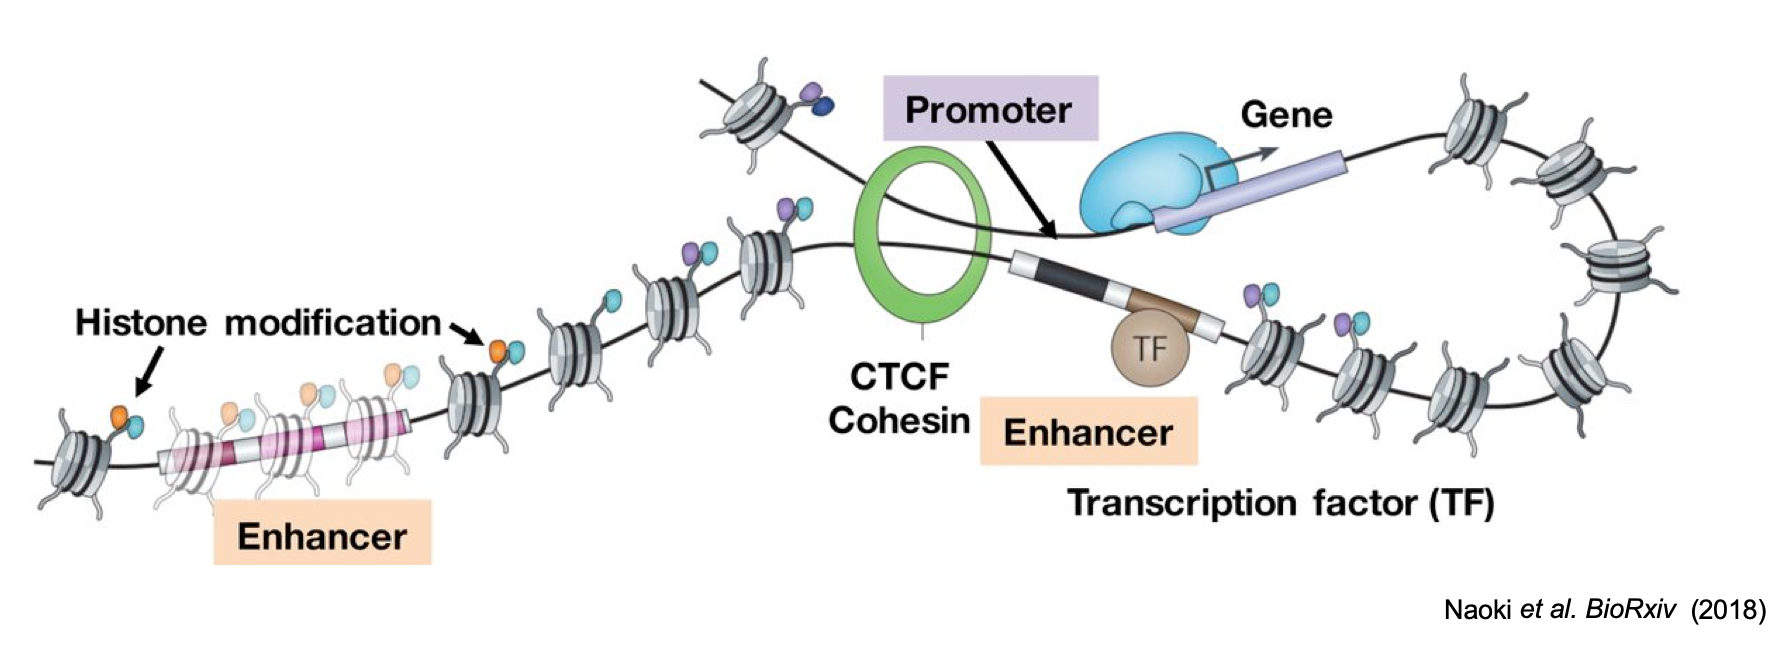 Promoter
Gene
Histone modification
CTCF
Cohesin
TF
Enhancer
Transcription factor (TF)
Enhancer
Naoki et al. BioRxiv (2018)